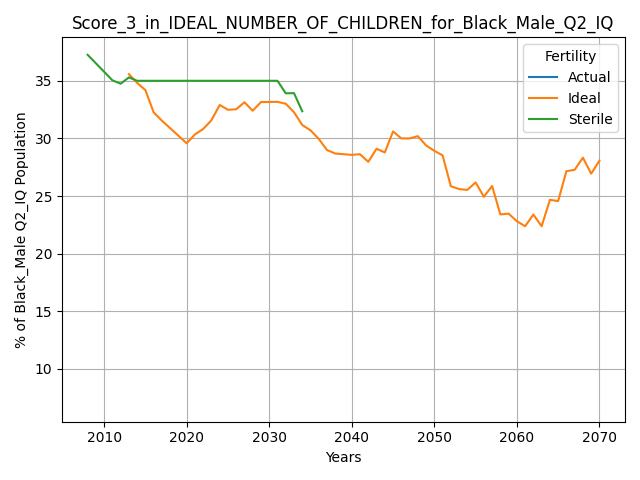 Score_3_in_IDEAL_NUMBER_OF_CHILDREN_for_Black_Male_Q2_IQ
Fertility
Actual
Ideal
Sterile
% of Black_Male Q2_IQ Population
35
30
25
20
15
10
2010 2020 2030 2040 2050 2060 2070
Years